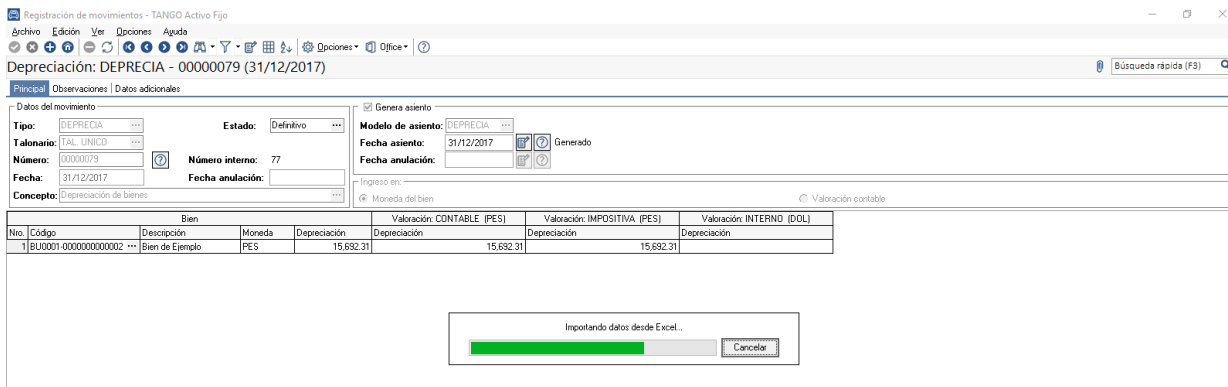 Registración de movimientos - TANGO Activo Fijo
Archivo Edición Ver Opciones Ayuda
Opciones Office
Depreciación: DEPRECIA - 00000079 (31/12/2017)
Búsqueda rápida (F3)
Principal Observaciones Datos adicionales
Datos del movimiento
Genera asiento
Tipo: DEPRECIA ... Estado: Definitivo ...
Modelo de asiento: DEPRECIA ...
Talonario: TAL. UNICO ...
Fecha asiento: 31/12/2017 Generado
Número: 00000079 Número interno: 77
Fecha anulación:
Fecha: 31/12/2017 Fecha anulación:
Ingreso en:
Concepto: Depreciación de bienes ...
Moneda del bien Valoración contable
Bien Valoración: CONTABLE (PES) Valoración: IMPOSITIVA (PES) Valoración: INTERNO (DOL)
Nro. Código Descripción Moneda Depreciación Depreciación Depreciación Depreciación
1 BU0001-0000000000002 ... Bien de Ejemplo PES 15,692.31 15,692.31 15,692.31
Importando datos desde Excel...
Cancelar